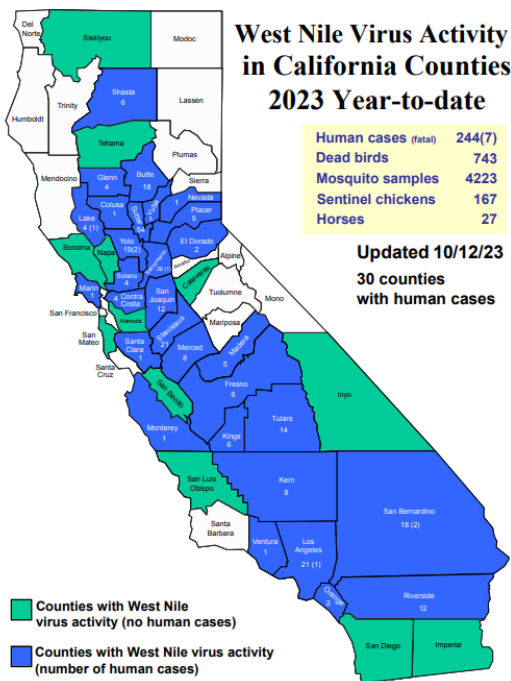 West Nile Virus Activity
in California Counties
2023 Year-to-date
Human cases (fatal) 244(7)
Dead birds 743
Mosquito samples 4223
Sentinel chickens 167
Horses 27
Updated 10/12/23
30 counties
with human cases
Del
Norte
Siskiyou
Modoc
Shasta
6
Lassen
Trinity
Humboldt
Tehama
Plumas
Mendocino
Glenn
4
Butte
18
Sierra
Colusa
1
Nevada
1
Placer
5
Lake
4 (1)
Yolo
19(2)
El Dorado
Sonoma
Napa
Alpine
Solano
4
Calaveras
Marin
1
Contra
Costa
4
San
Joaquin
12
Tuolumne
Mono
San Francisco
Alameda
Stanislaus
21
Mariposa
San
Mateo
Santa
Clara
1
Merced
8
Madera
5
Santa
Cruz
San Benito
Fresno
6
Inyo
Monterey
1
Kings
6
Tulare
14
San Luis
Obispo
Kern
8
San Bernardino
18 (2)
Santa
Barbara
Ventura
1
Los
Angeles
21 (1)
Orange
2
Riverside
12
San Diego
Imperial
Counties with West Nile
virus activity (no human cases)
Counties with West Nile virus activity
(number of human cases)